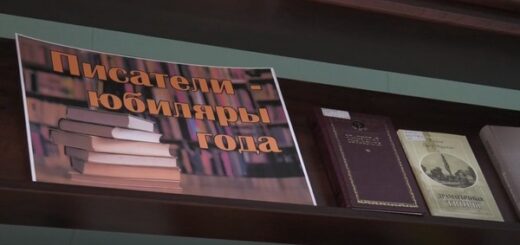 Писатели -
юбиляры
года